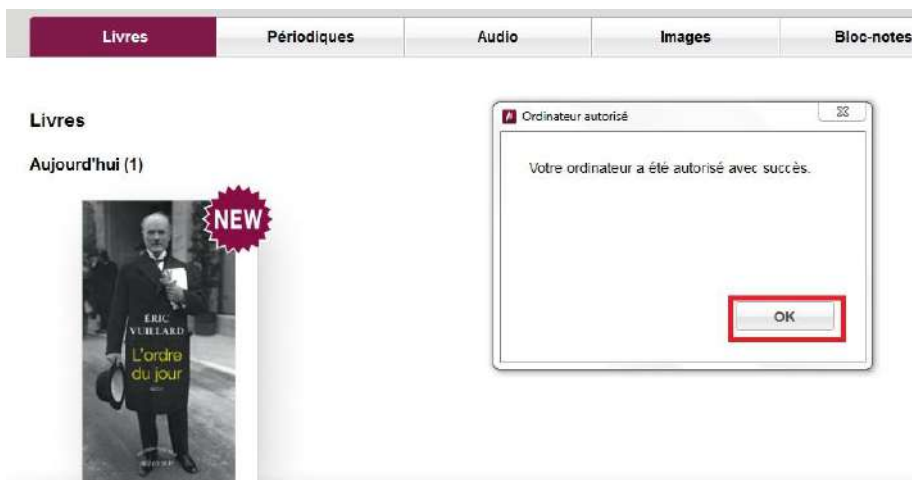 Livres
Périodiques
Audio
Images
Bloc-notes
Livres
Aujourd'hui (1)
NEW
ÉRIC
VUILLARD
L'ordre
du jour
Ordinateur autorisé
Votre ordinateur a été autorisé avec succès.
OK